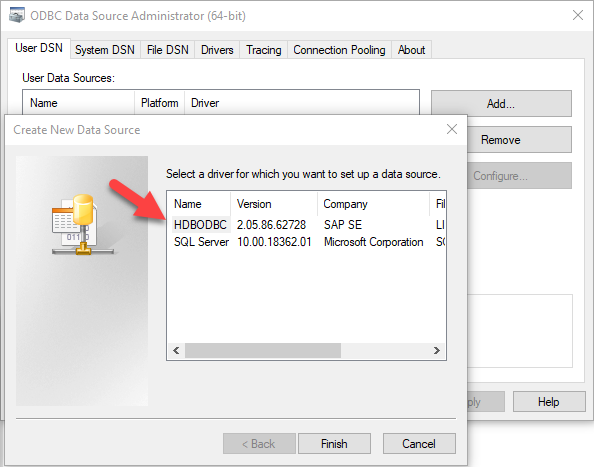 ODBC Data Source Administrator (64-bit)
User DSN System DSN File DSN Drivers Tracing Connection Pooling About
User Data Sources:
Name Platform Driver
Add...
Remove
Configure...
Create New Data Source
Select a driver for which you want to set up a data source.
Name Version Company Fil
HDBODBC 2.05.86.62728 SAP SE LI
SQL Server 10.00.18362.01 Microsoft Corporation
< Back Finish Cancel
Help